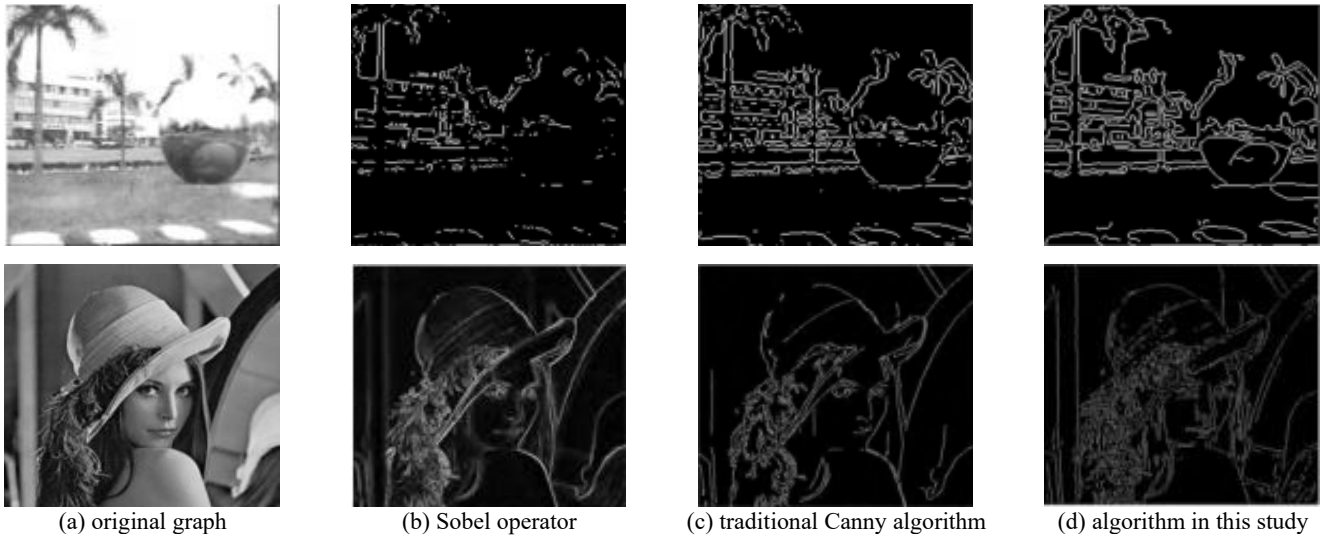 (a) original graph
(b) Sobel operator
(c) traditional Canny algorithm
(d) algorithm in this study